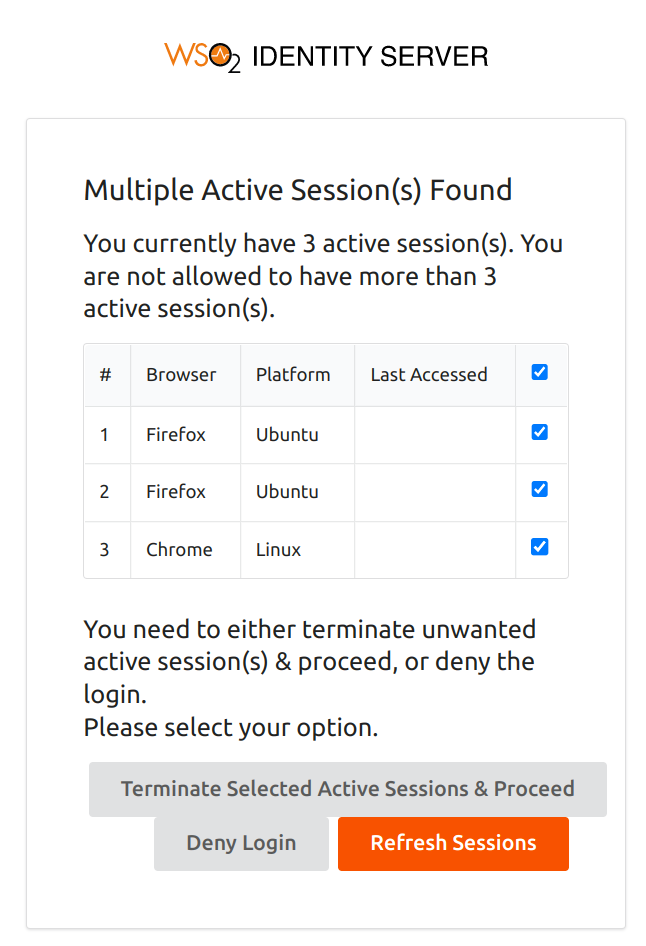 WSO2 IDENTITY SERVER
Multiple Active Session(s) Found
You currently have 3 active session(s). You
are not allowed to have more than 3
active session(s).
# Browser Platform Last Accessed
1 Firefox Ubuntu
2 Firefox Ubuntu
3 Chrome Linux
You need to either terminate unwanted
active session(s) & proceed, or deny the
login.
Please select your option.
Terminate Selected Active Sessions & Proceed
Deny Login Refresh Sessions